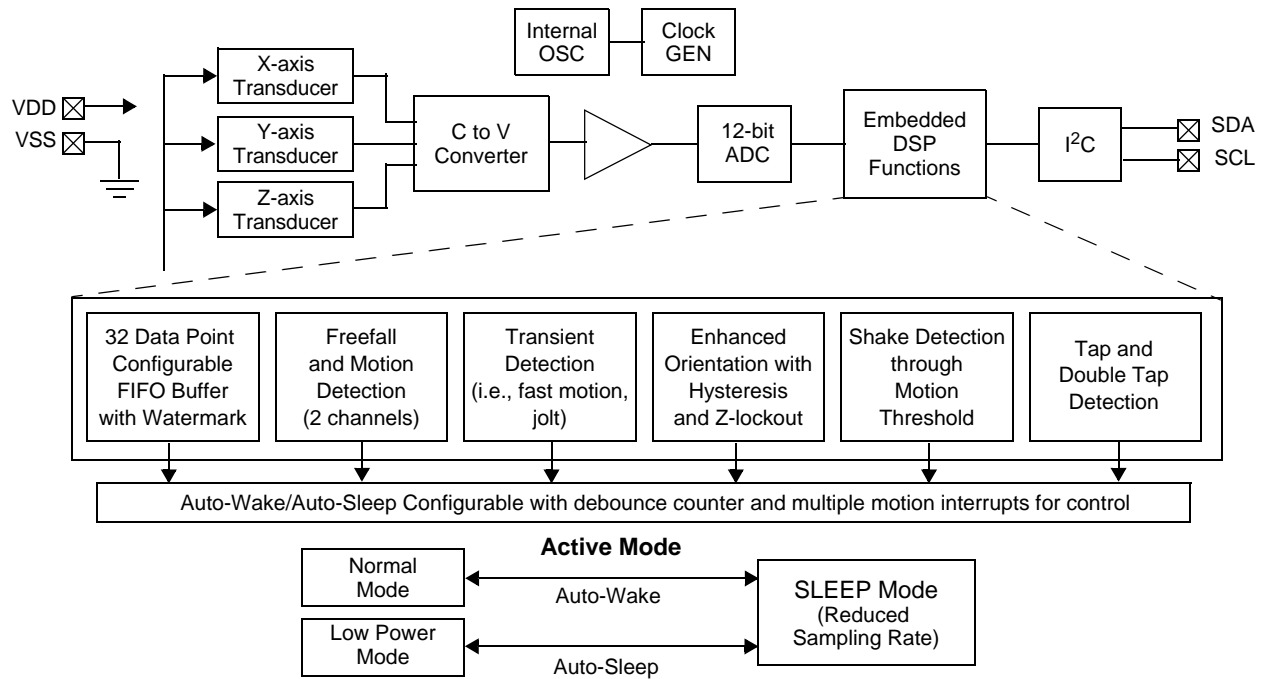 Internal
OSC
Clock
GEN
X-axis
Transducer
VDD
VSS
Y-axis
Transducer
Z-axis
Transducer
C to V
Converter
12-bit
ADC
Embedded
DSP
Functions
I²C
SDA
SCL
32 Data Point
Configurable
FIFO Buffer
with Watermark
Freefall
and Motion
Detection
(2 channels)
Transient
Detection
(i.e., fast motion,
jolt)
Enhanced
Orientation with
Hysteresis
and Z-lockout
Shake Detection
through
Motion
Threshold
Tap and
Double Tap
Detection
Auto-Wake/Auto-Sleep Configurable with debounce counter and multiple motion interrupts for control
Active Mode
Normal
Mode
Auto-Wake
Low Power
Mode
Auto-Sleep
SLEEP Mode
(Reduced
Sampling Rate)